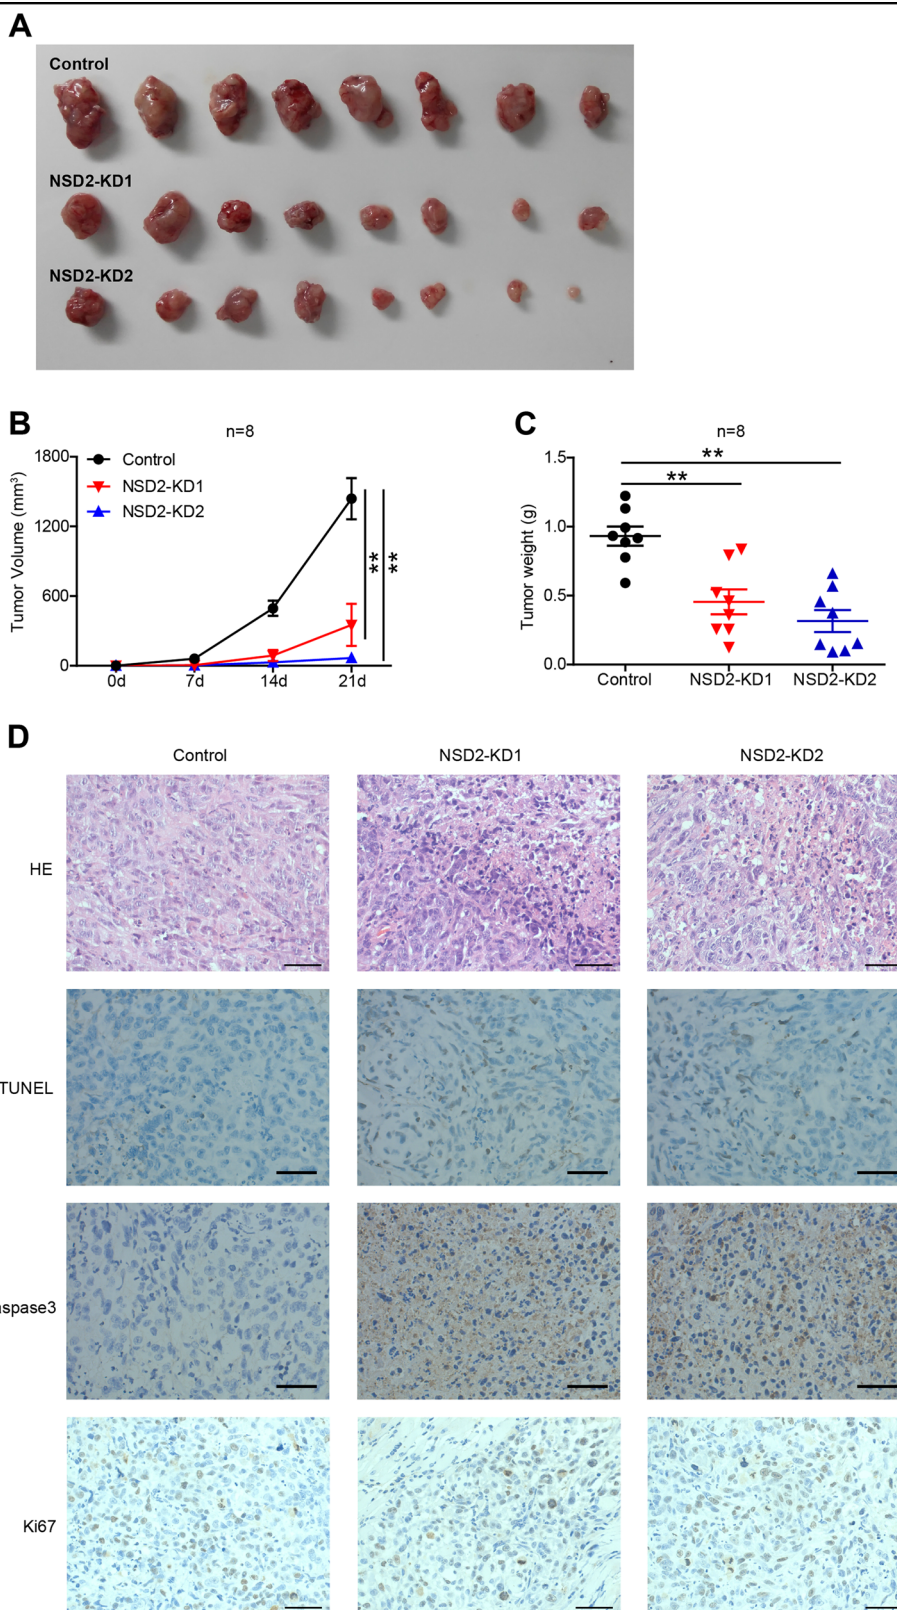 A
Control
NSD2-KD1
NSD2-KD2
B
n=8
Tumor Volume (mm³)
1800
1200
600
0
Control
NSD2-KD1
NSD2-KD2
**
**
0d
7d
14d
21d
C
n=8
Tumor weight (g)
1.5
1.0
0.5
0.0
**
**
Control
NSD2-KD1
NSD2-KD2
D
Control
NSD2-KD1
NSD2-KD2
HE
TUNEL
aspase3
Ki67